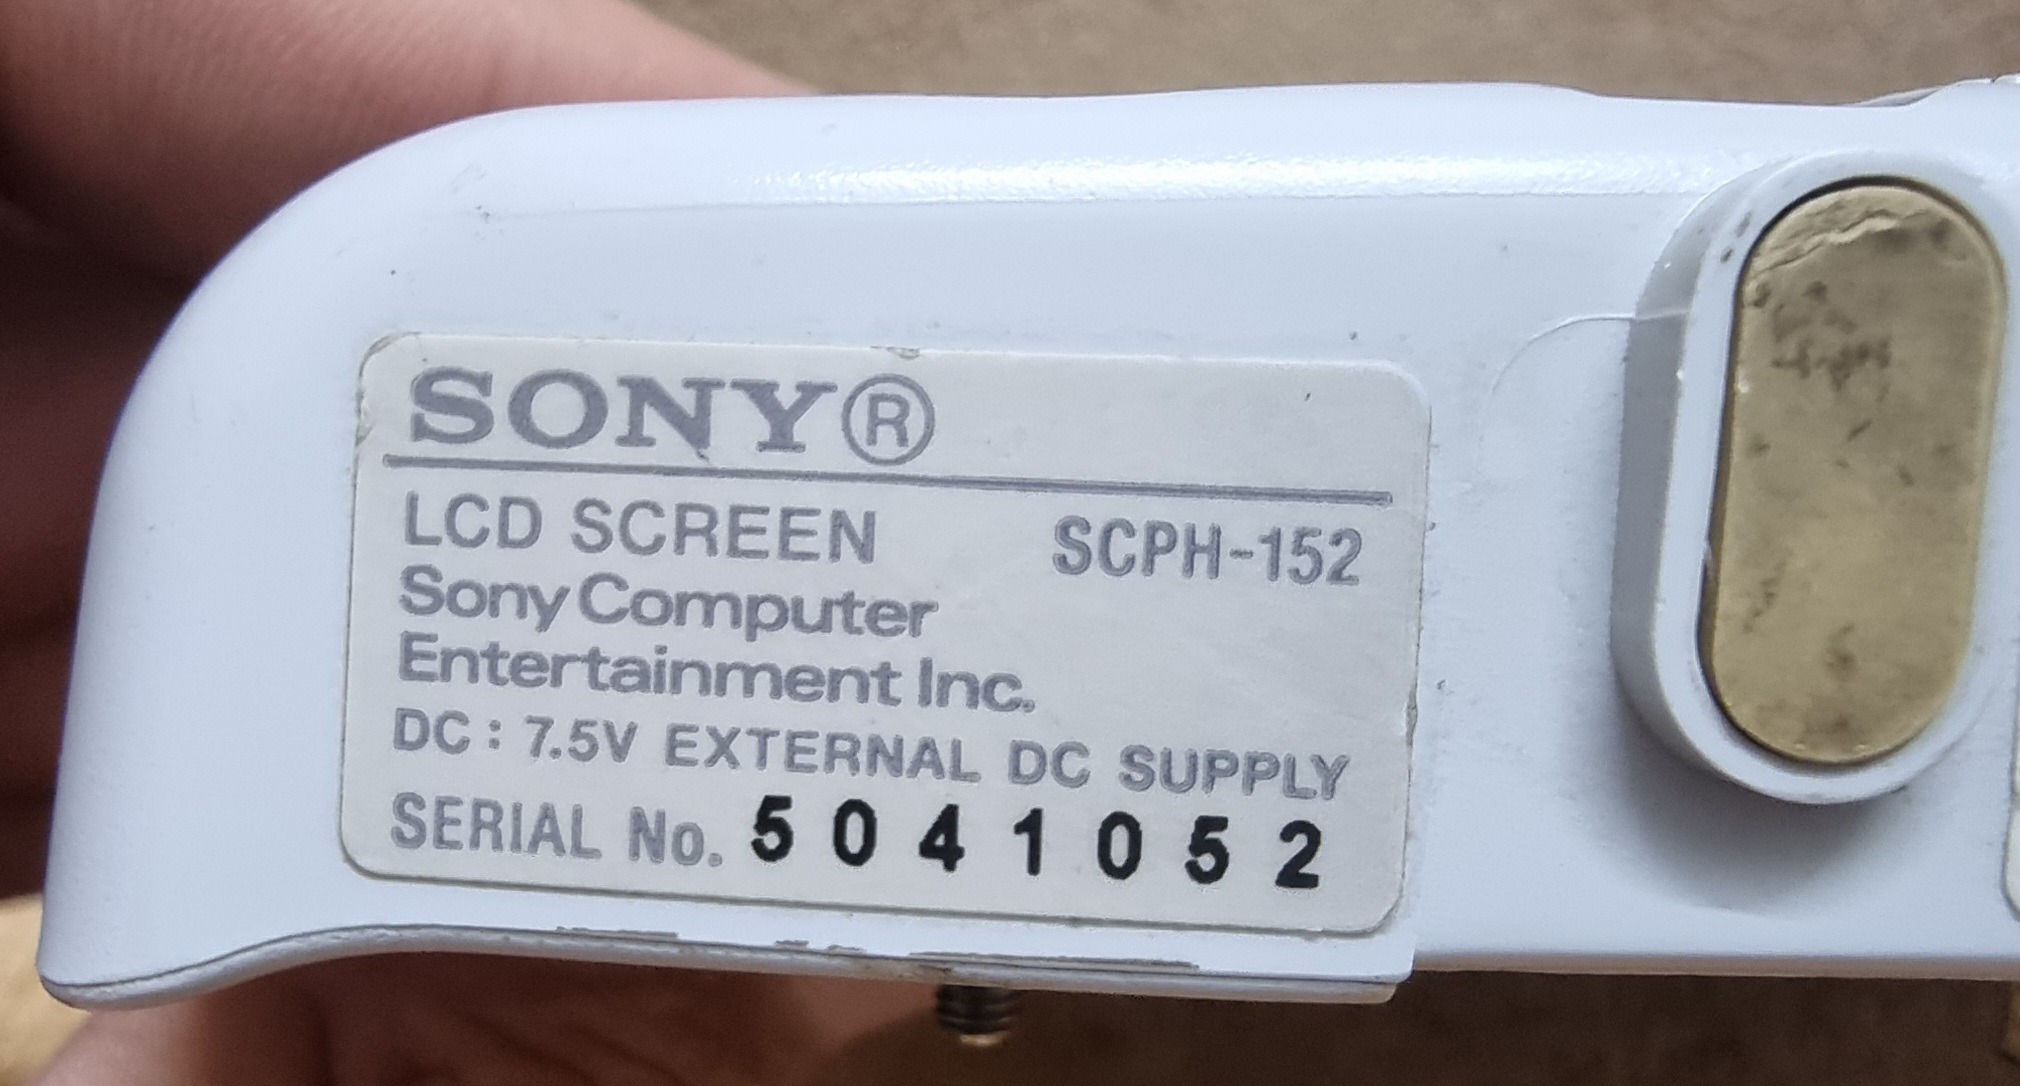 SONY®
LCD SCREEN SCPH-152
Sony Computer
Entertainment Inc.
DC: 7.5V EXTERNAL DC SUPPLY
SERIAL No. 5041052